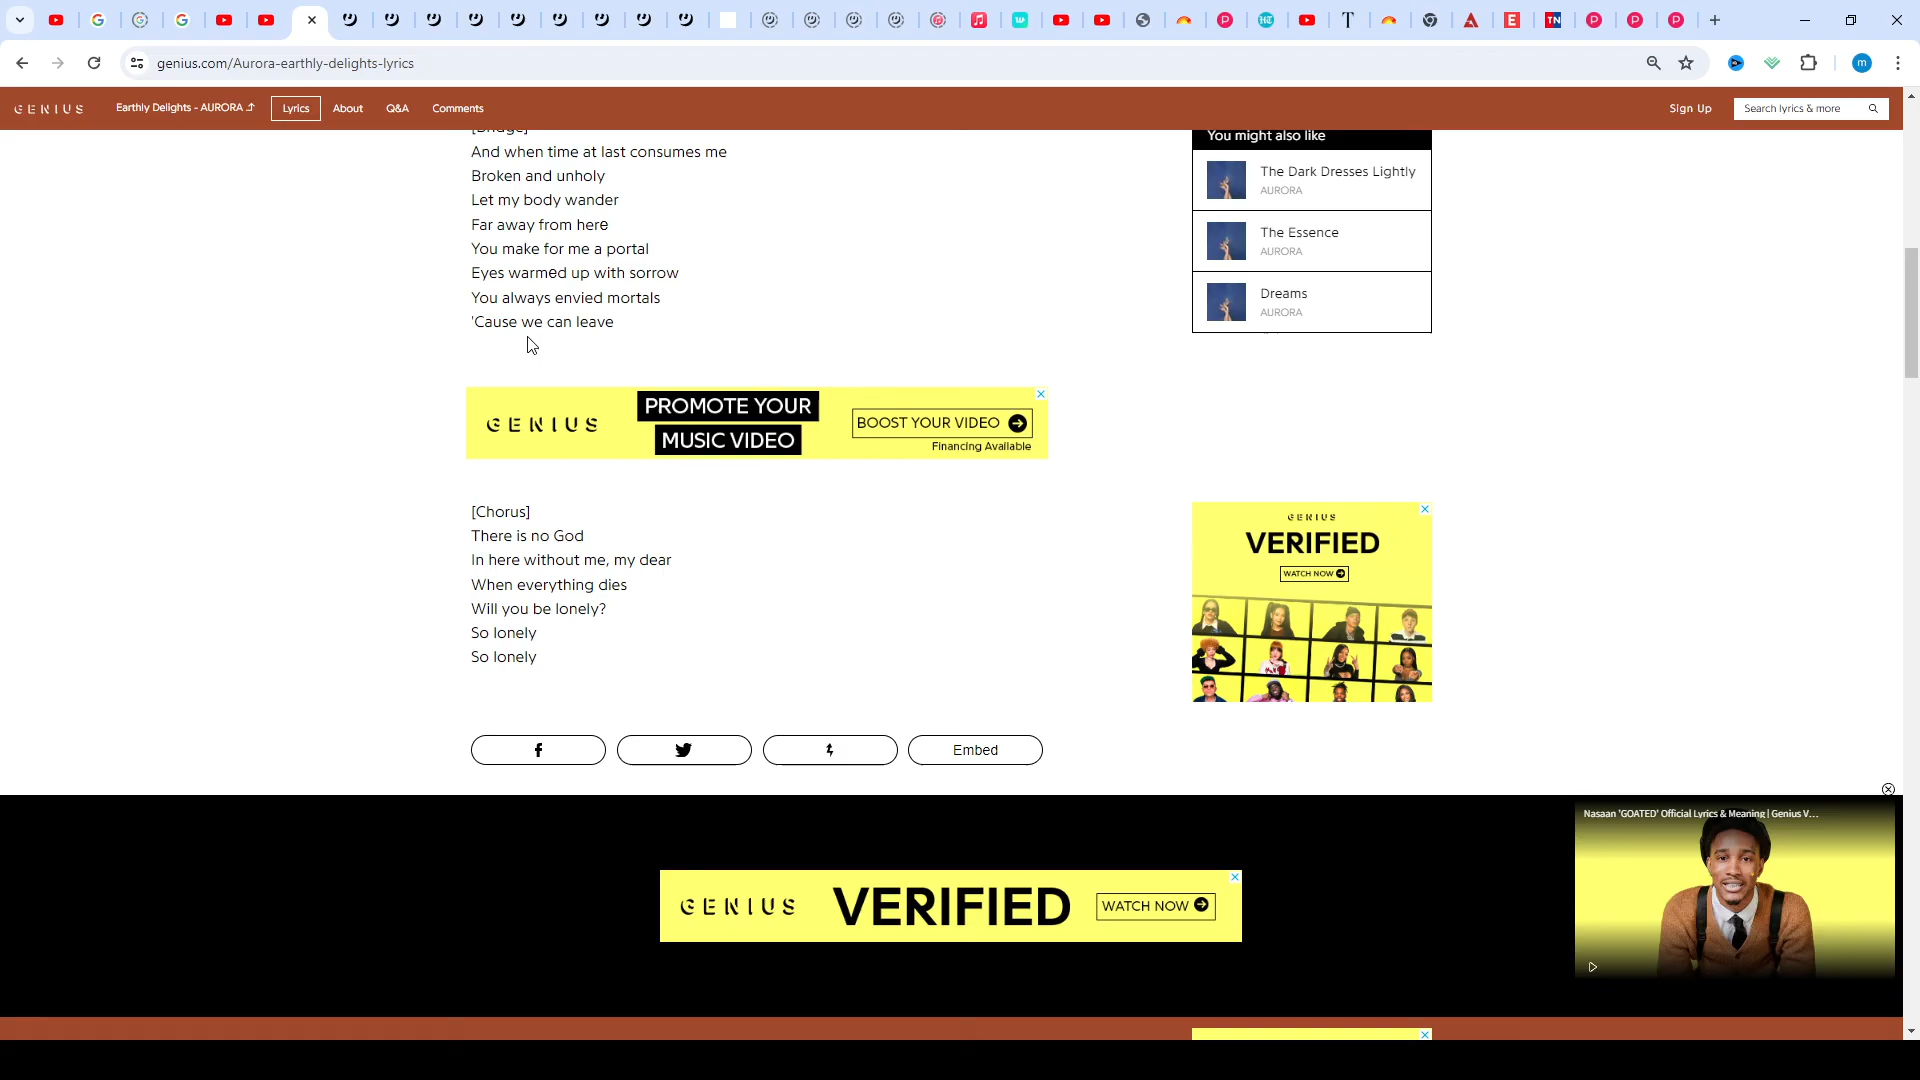 genius.com/Aurora-earthly-delights-lyrics
GENIUS
Earthly Delights - AURORA
Lyrics
About
Q&A
Comments
Sign Up
Search lyrics & more
[Bridge]
And when time at last consumes me
Broken and unholy
Let my body wander
Far away from here
You make for me a portal
Eyes warmed up with sorrow
You always envied mortals
'Cause we can leave
You might also like
The Dark Dresses Lightly
AURORA
The Essence
AURORA
Dreams
AURORA
GENIUS
PROMOTE YOUR
MUSIC VIDEO
BOOST YOUR VIDEO
Financing Available
[Chorus]
There is no God
In here without me, my dear
When everything dies
Will you be lonely?
So lonely
So lonely
GENIUS
VERIFIED
WATCH NOW
Embed
GENIUS
VERIFIED
WATCH NOW
Nasaan 'GOATED' Official Lyrics & Meaning | Genius V...